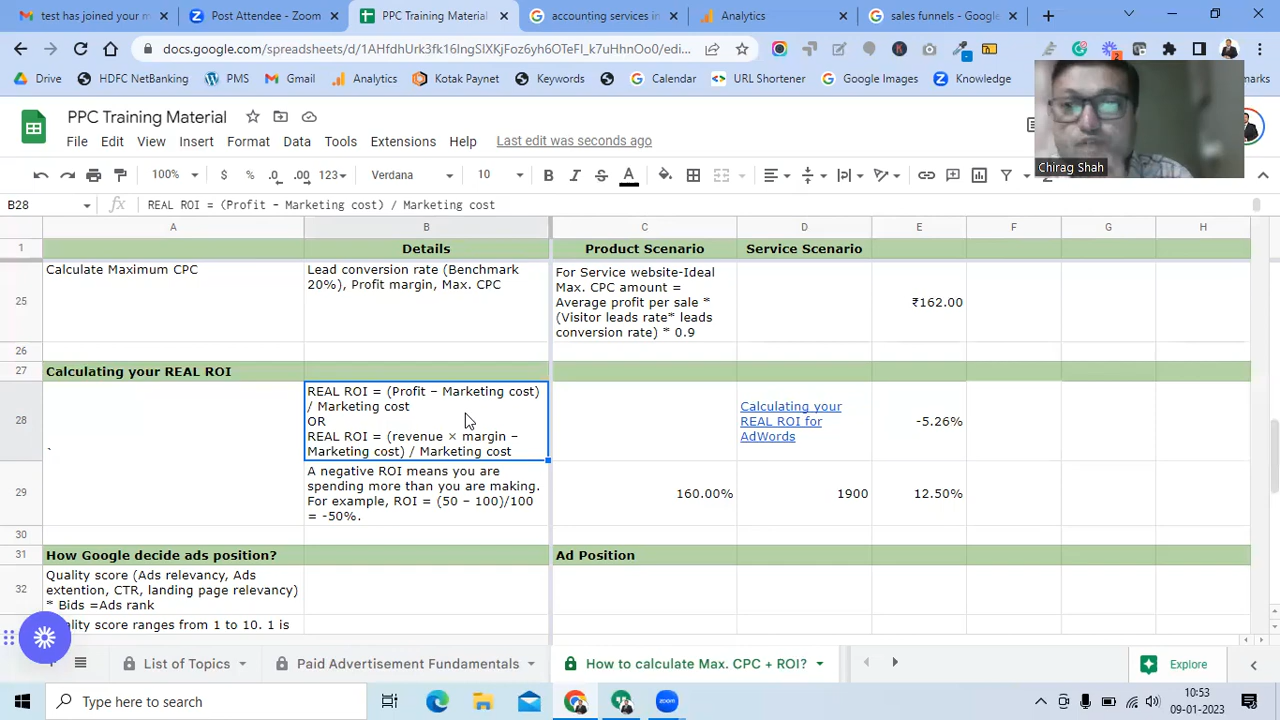 test has joined your m
Post Attendee - Zoom
PPC Training Material
accounting services in
Analytics
sales funnels - Google
docs.google.com/spreadsheets/d/1AHfdhUrk3fk16IngSIXKjFoz6yh6OTeFI_k7uHhnOo0/edi...
Drive
HDFC NetBanking
PMS
Gmail
Analytics
Kotak Paynet
Keywords
Calendar
URL Shortener
Google Images
Knowledge
marks
PPC Training Material
File Edit View Insert Format Data Tools Extensions Help Last edit was seconds ago
Chirag Shah
100% $ % .0 .00 123 Verdana 10 B I S A
B28 fx REAL ROI = (Profit − Marketing cost) / Marketing cost
A B C D E F G H
1 Details Product Scenario Service Scenario
25
Calculate Maximum CPC
Lead conversion rate (Benchmark
20%), Profit margin, Max. CPC
For Service website-Ideal
Max. CPC amount =
Average profit per sale *
(Visitor leads rate* leads
conversion rate) * 0.9
₹162.00
26
27 Calculating your REAL ROI
28
`
REAL ROI = (Profit − Marketing cost)
/ Marketing cost
OR
REAL ROI = (revenue × margin −
Marketing cost) / Marketing cost
Calculating your
REAL ROI for
AdWords
-5.26%
29
A negative ROI means you are
spending more than you are making.
For example, ROI = (50 − 100)/100
= -50%.
160.00%
1900
12.50%
30
31 How Google decide ads position? Ad Position
32
Quality score (Ads relevancy, Ads
extention, CTR, landing page relevancy)
* Bids =Ads rank
ality score ranges from 1 to 10. 1 is
List of Topics
Paid Advertisement Fundamentals
How to calculate Max. CPC + ROI?
Explore
Type here to search
10:53
09-01-2023